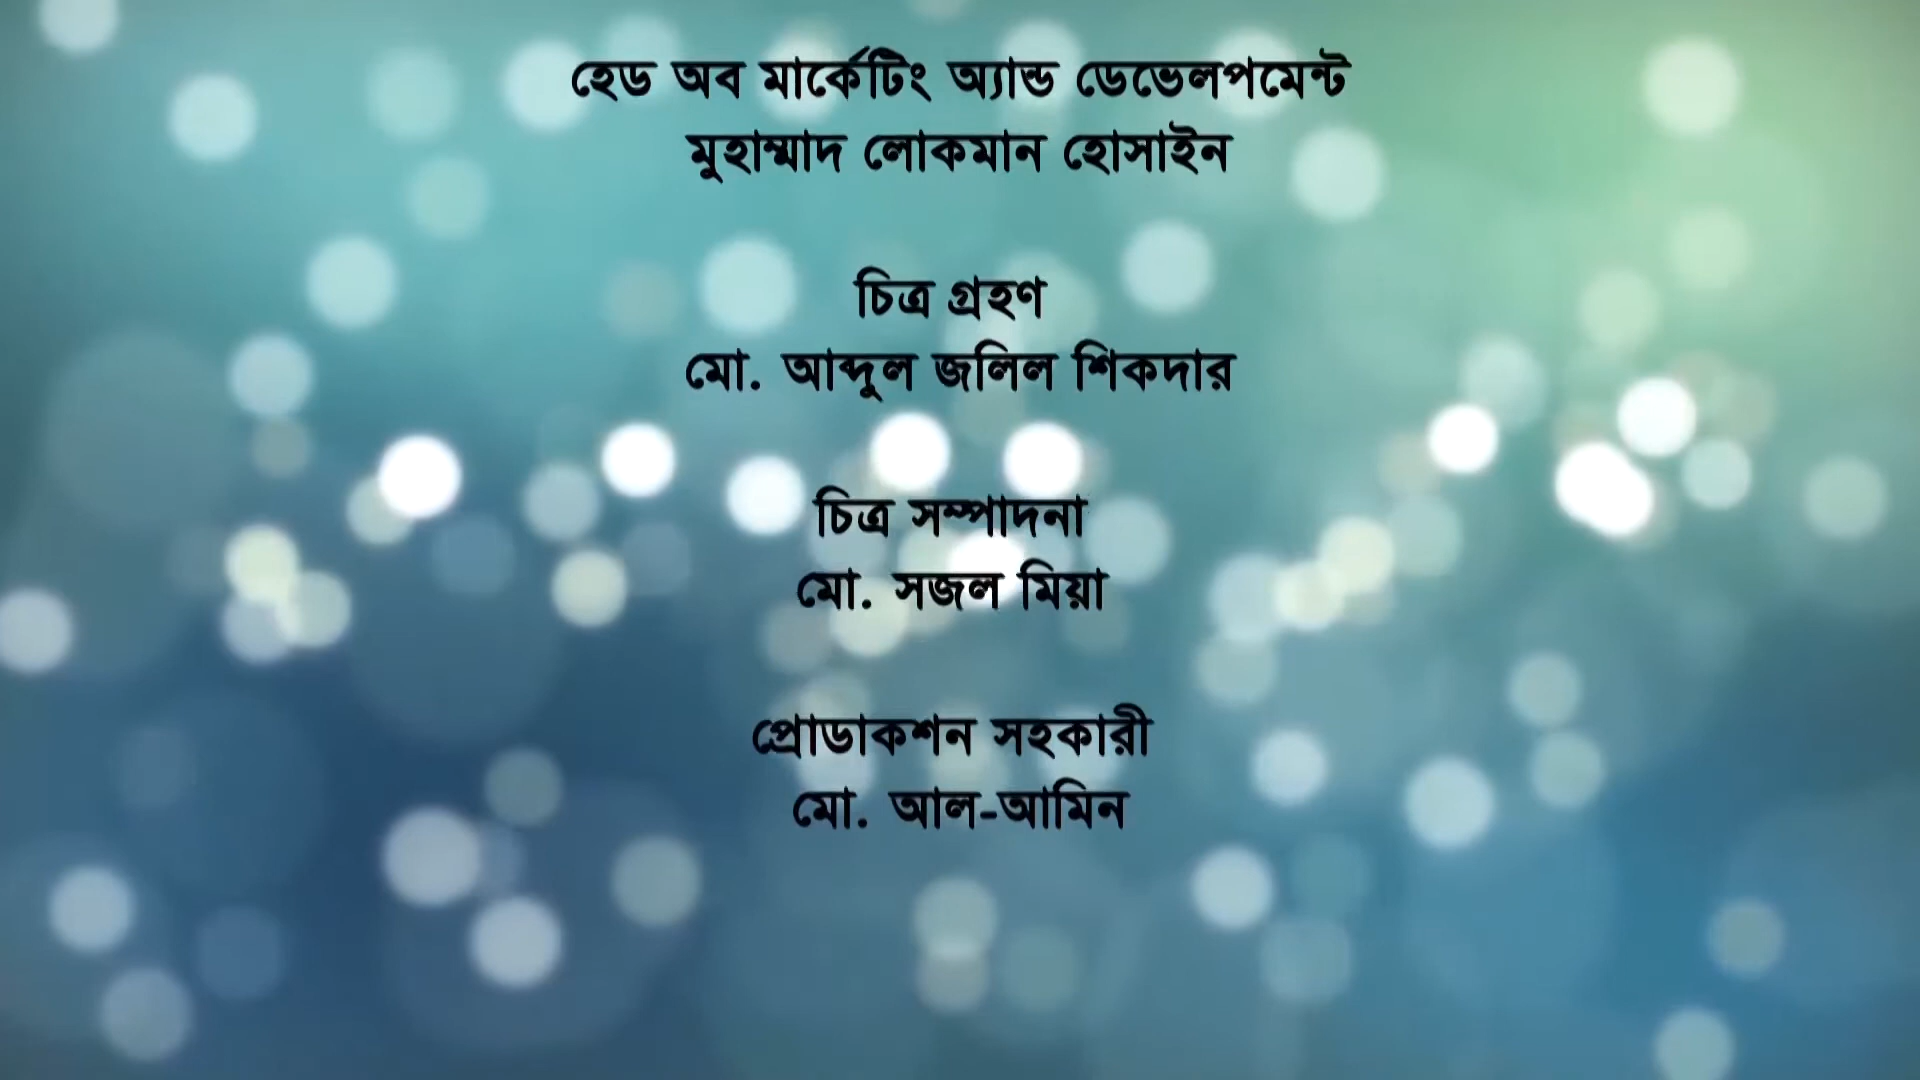 হেড অব মার্কেটিং অ্যান্ড ডেভেলপমেন্ট
মুহাম্মাদ লোকমান হোসাইন
চিত্র গ্রহণ
মো. আব্দুল জলিল শিকদার
চিত্র সম্পাদনা
মো. সজল মিয়া
প্রোডাকশন সহকারী
মো. আল-আমিন